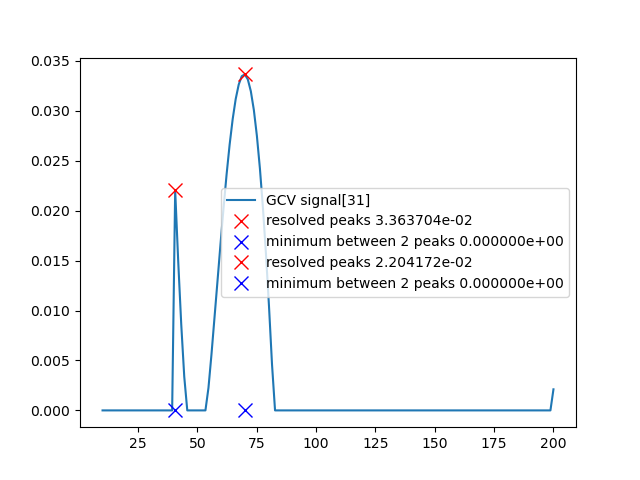 0.035
0.030
0.025
0.020
0.015
0.010
0.005
0.000
GCV signal[31]
resolved peaks 3.363704e-02
minimum between 2 peaks 0.000000e+00
resolved peaks 2.204172e-02
minimum between 2 peaks 0.000000e+00
25 50 75 100 125 150 175 200